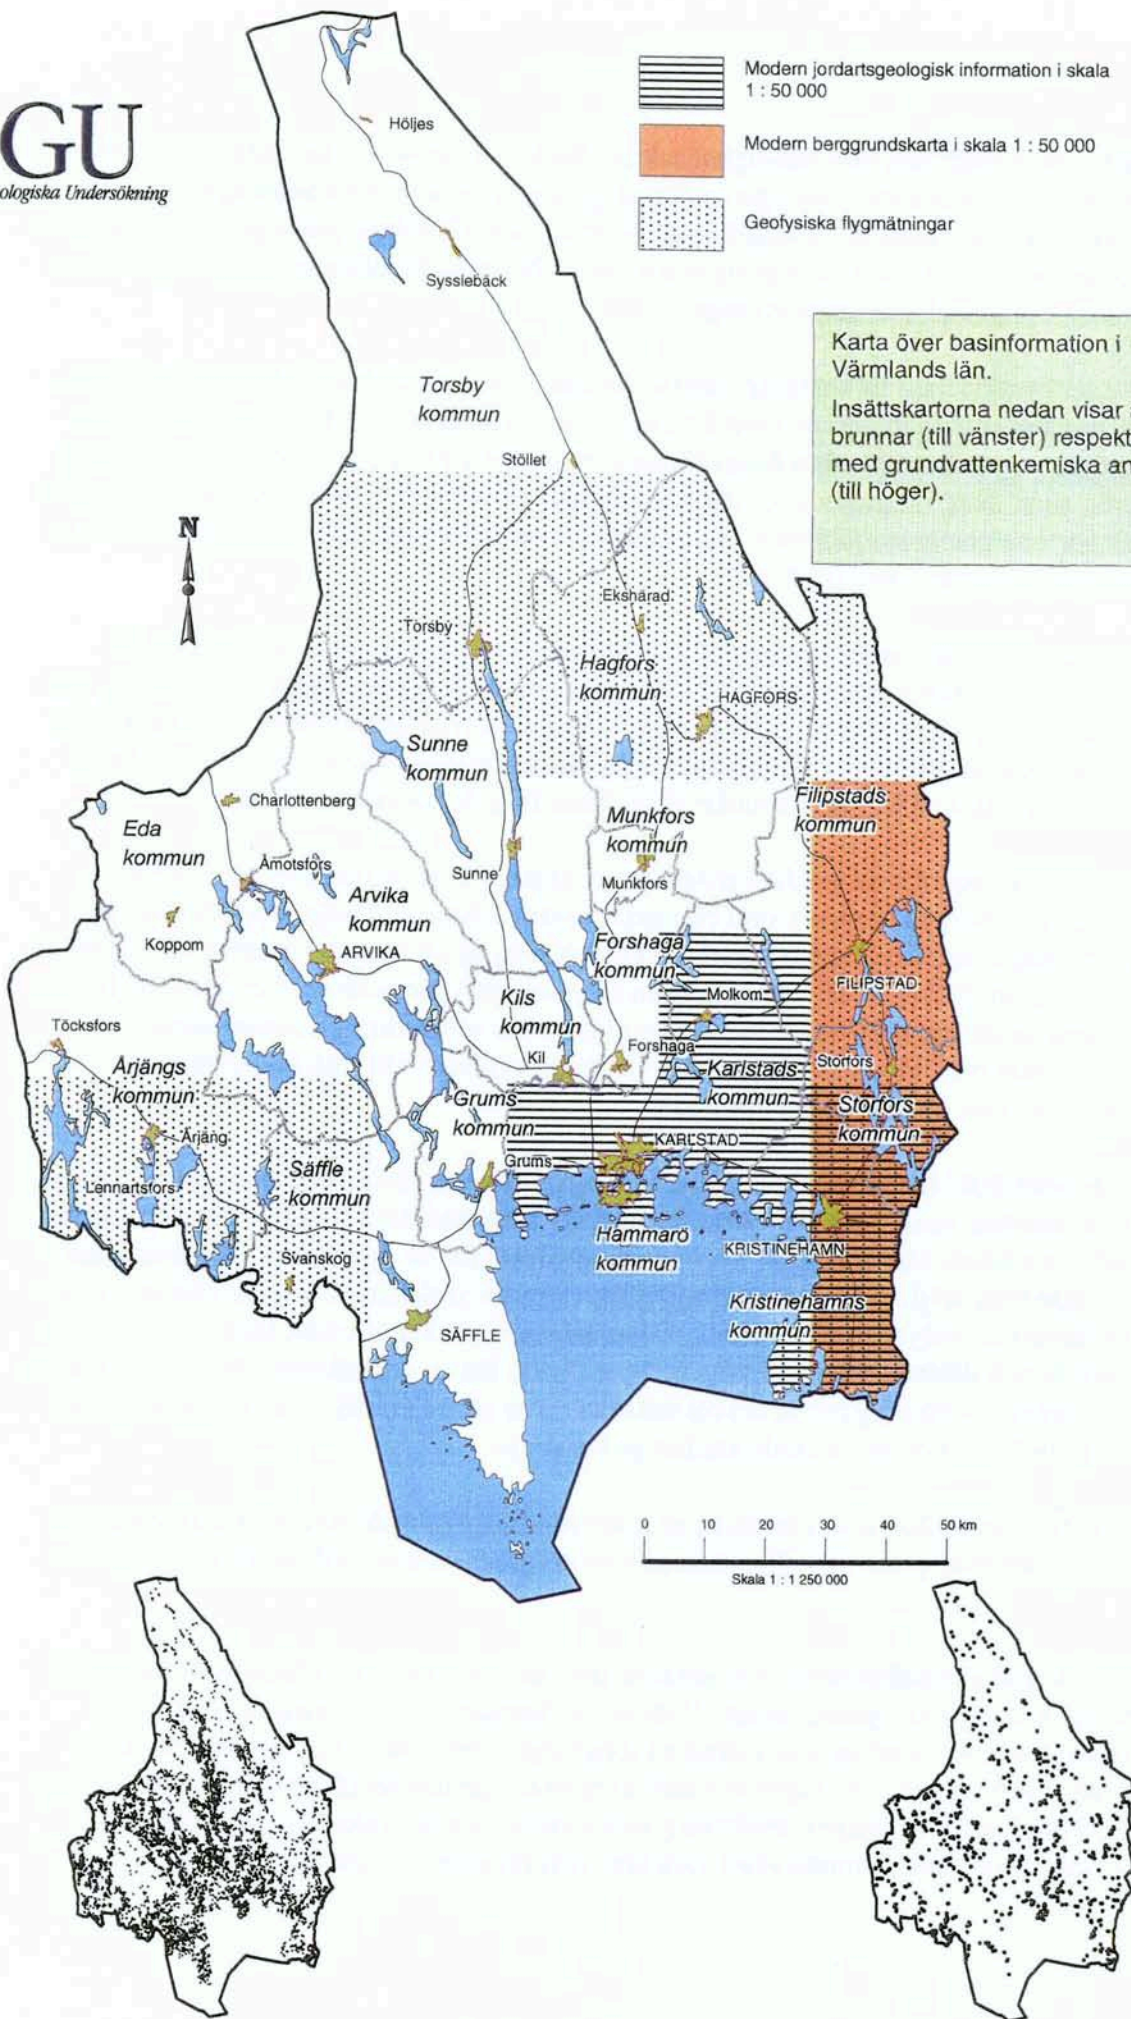 GU
ologiska Undersökning
Modern jordartsgeologisk information i skala
1 : 50 000
Modern berggrundskarta i skala 1 : 50 000
Geofysiska flygmätningar
Karta över basinformation i
Värmlands län.
Insättskartorna nedan visar
brunnar (till vänster) respekt
med grundvattenkemiska an
(till höger).
Höljes
Sysslebäck
Torsby
kommun
Stöllet
N
Ekshärad
Torsby
Hagfors
kommun
HAGFORS
Sunne
kommun
Charlottenberg
Filipstads
kommun
Eda
kommun
Munkfors
kommun
Åmotsfors
Sunne
Munkfors
Arvika
kommun
Koppom
ARVIKA
Forshaga
kommun
FILIPSTAD
Molkom
Kils
kommun
Töcksfors
Kil
Forshaga
Storfors
Årjängs
kommun
Karlstads
kommun
Grums
kommun
Storfors
kommun
Årjäng
KARLSTAD
Grums
Säffle
kommun
Lennartsfors
Hammarö
kommun
KRISTINEHAMN
Svanskog
Kristinehamns
kommun
SÄFFLE
0 10 20 30 40 50 km
Skala 1 : 1 250 000